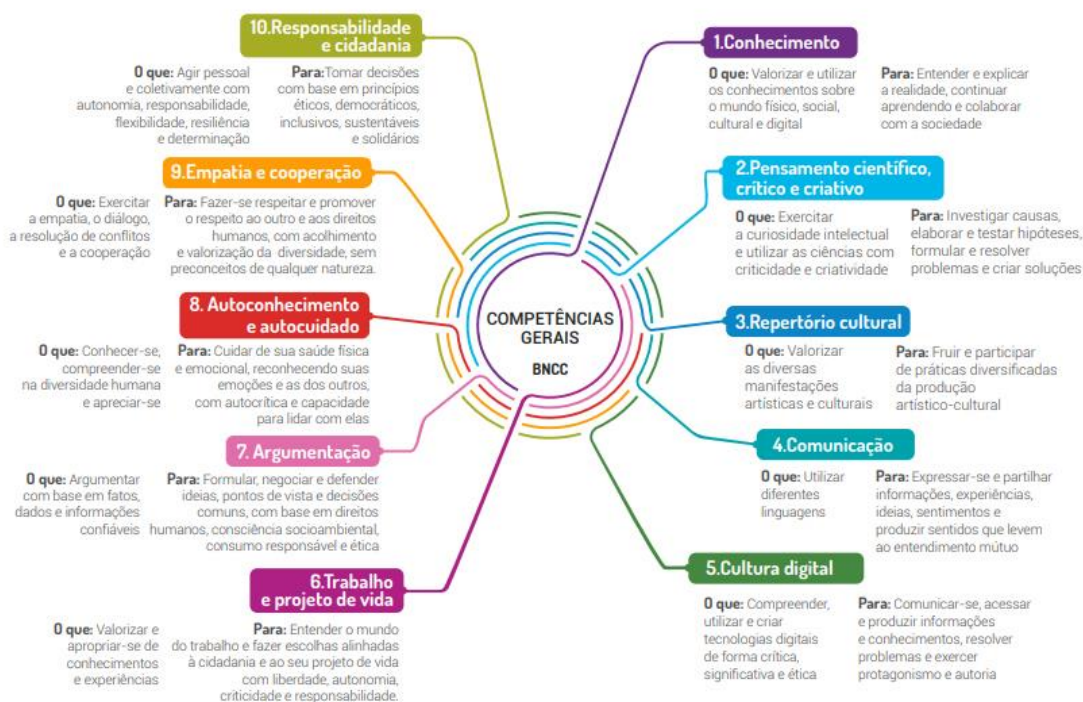 COMPETÊNCIAS
GERAIS
BNCC
1.Conhecimento
O que: Valorizar e utilizar
os conhecimentos sobre
o mundo físico, social,
cultural e digital
Para: Entender e explicar
a realidade, continuar
aprendendo e colaborar
com a sociedade
2.Pensamento científico,
crítico e criativo
O que: Exercitar
a curiosidade intelectual
e utilizar as ciências com
criticidade e criatividade
Para: Investigar causas,
elaborar e testar hipóteses,
formular e resolver
problemas e criar soluções
3.Repertório cultural
O que: Valorizar
as diversas
manifestações
artísticas e culturais
Para: Fruir e participar
de práticas diversificadas
da produção
artístico-cultural
4.Comunicação
O que: Utilizar
diferentes
linguagens
Para: Expressar-se e partilhar
informações, experiências,
ideias, sentimentos e
produzir sentidos que levem
ao entendimento mútuo
5.Cultura digital
O que: Compreender,
utilizar e criar
tecnologias digitais
de forma crítica,
significativa e ética
Para: Comunicar-se, acessar
e produzir informações
e conhecimentos, resolver
problemas e exercer
protagonismo e autoria
6.Trabalho
e projeto de vida
O que: Valorizar e
apropriar-se de
conhecimentos
e experiências
Para: Entender o mundo
do trabalho e fazer escolhas alinhadas
à cidadania e ao seu projeto de vida
com liberdade, autonomia,
criticidade e responsabilidade.
7. Argumentação
O que: Argumentar
com base em fatos,
dados e informações
confiáveis
Para: Formular, negociar e defender
ideias, pontos de vista e decisões
comuns, com base em direitos
humanos, consciência socioambiental,
consumo responsável e ética
8. Autoconhecimento
e autocuidado
O que: Conhecer-se,
compreender-se
na diversidade humana
e apreciar-se
Para: Cuidar de sua saúde física
e emocional, reconhecendo suas
emoções e as dos outros,
com autocrítica e capacidade
para lidar com elas
9.Empatia e cooperação
O que: Exercitar
a empatia, o diálogo,
a resolução de conflitos
e a cooperação
Para: Fazer-se respeitar e promover
o respeito ao outro e aos direitos
humanos, com acolhimento
e valorização da diversidade, sem
preconceitos de qualquer natureza.
10.Responsabilidade
e cidadania
O que: Agir pessoal
e coletivamente com
autonomia, responsabilidade,
flexibilidade, resiliência
e determinação
Para:Tomar decisões
com base em princípios
éticos, democráticos,
inclusivos, sustentáveis
e solidários